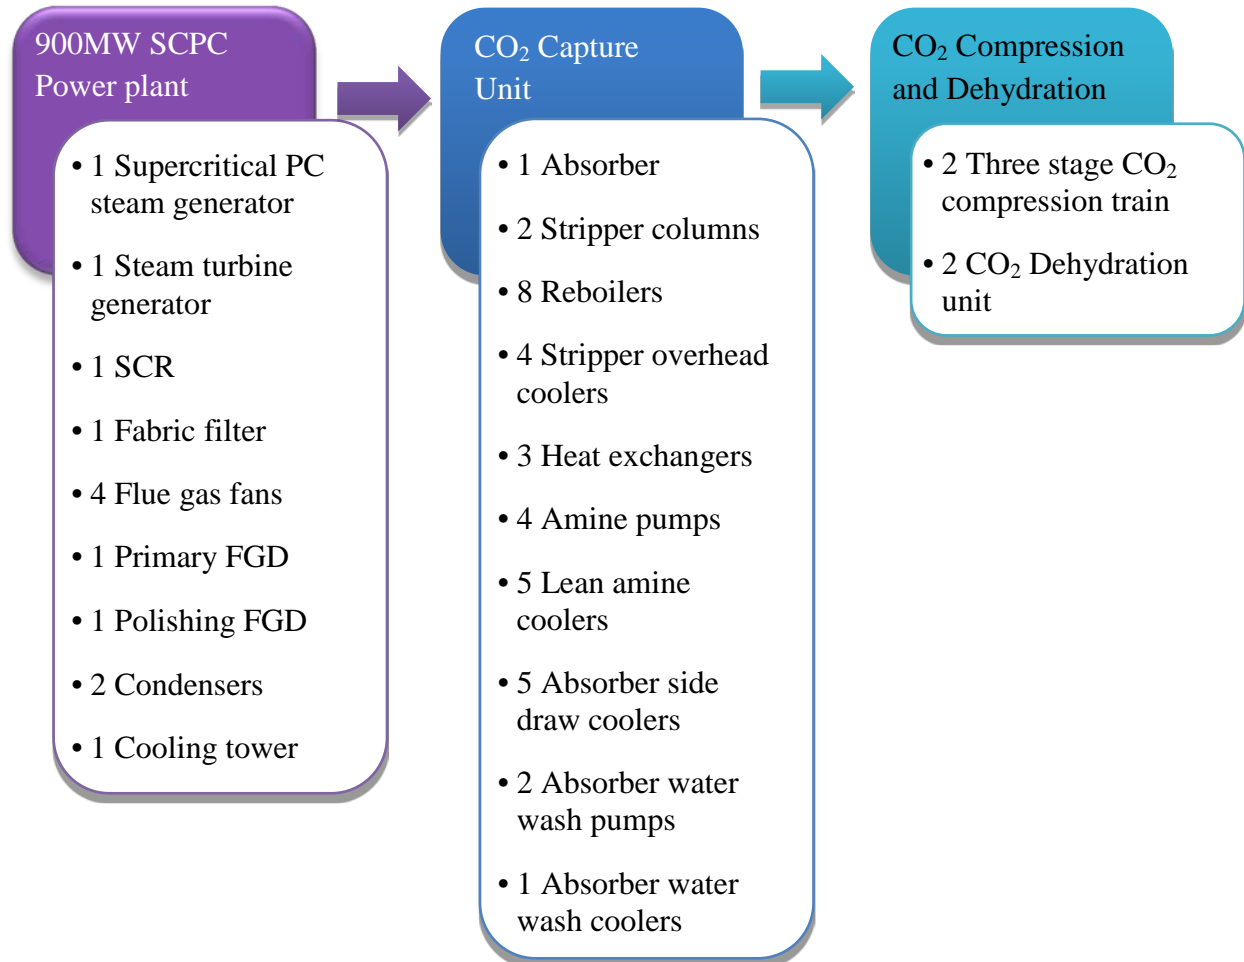 900MW SCPC
Power plant
• 1 Supercritical PC
steam generator
• 1 Steam turbine
generator
• 1 SCR
• 1 Fabric filter
• 4 Flue gas fans
• 1 Primary FGD
• 1 Polishing FGD
• 2 Condensers
• 1 Cooling tower
CO₂ Capture
Unit
• 1 Absorber
• 2 Stripper columns
• 8 Reboilers
• 4 Stripper overhead
coolers
• 3 Heat exchangers
• 4 Amine pumps
• 5 Lean amine
coolers
• 5 Absorber side
draw coolers
• 2 Absorber water
wash pumps
• 1 Absorber water
wash coolers
CO₂ Compression
and Dehydration
• 2 Three stage CO₂
compression train
• 2 CO₂ Dehydration
unit